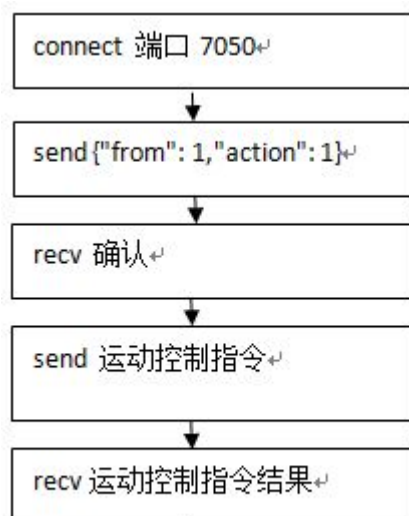 connect 端口 7050
send {"from": 1,"action": 1}
recv 确认
send 运动控制指令
recv 运动控制指令结果